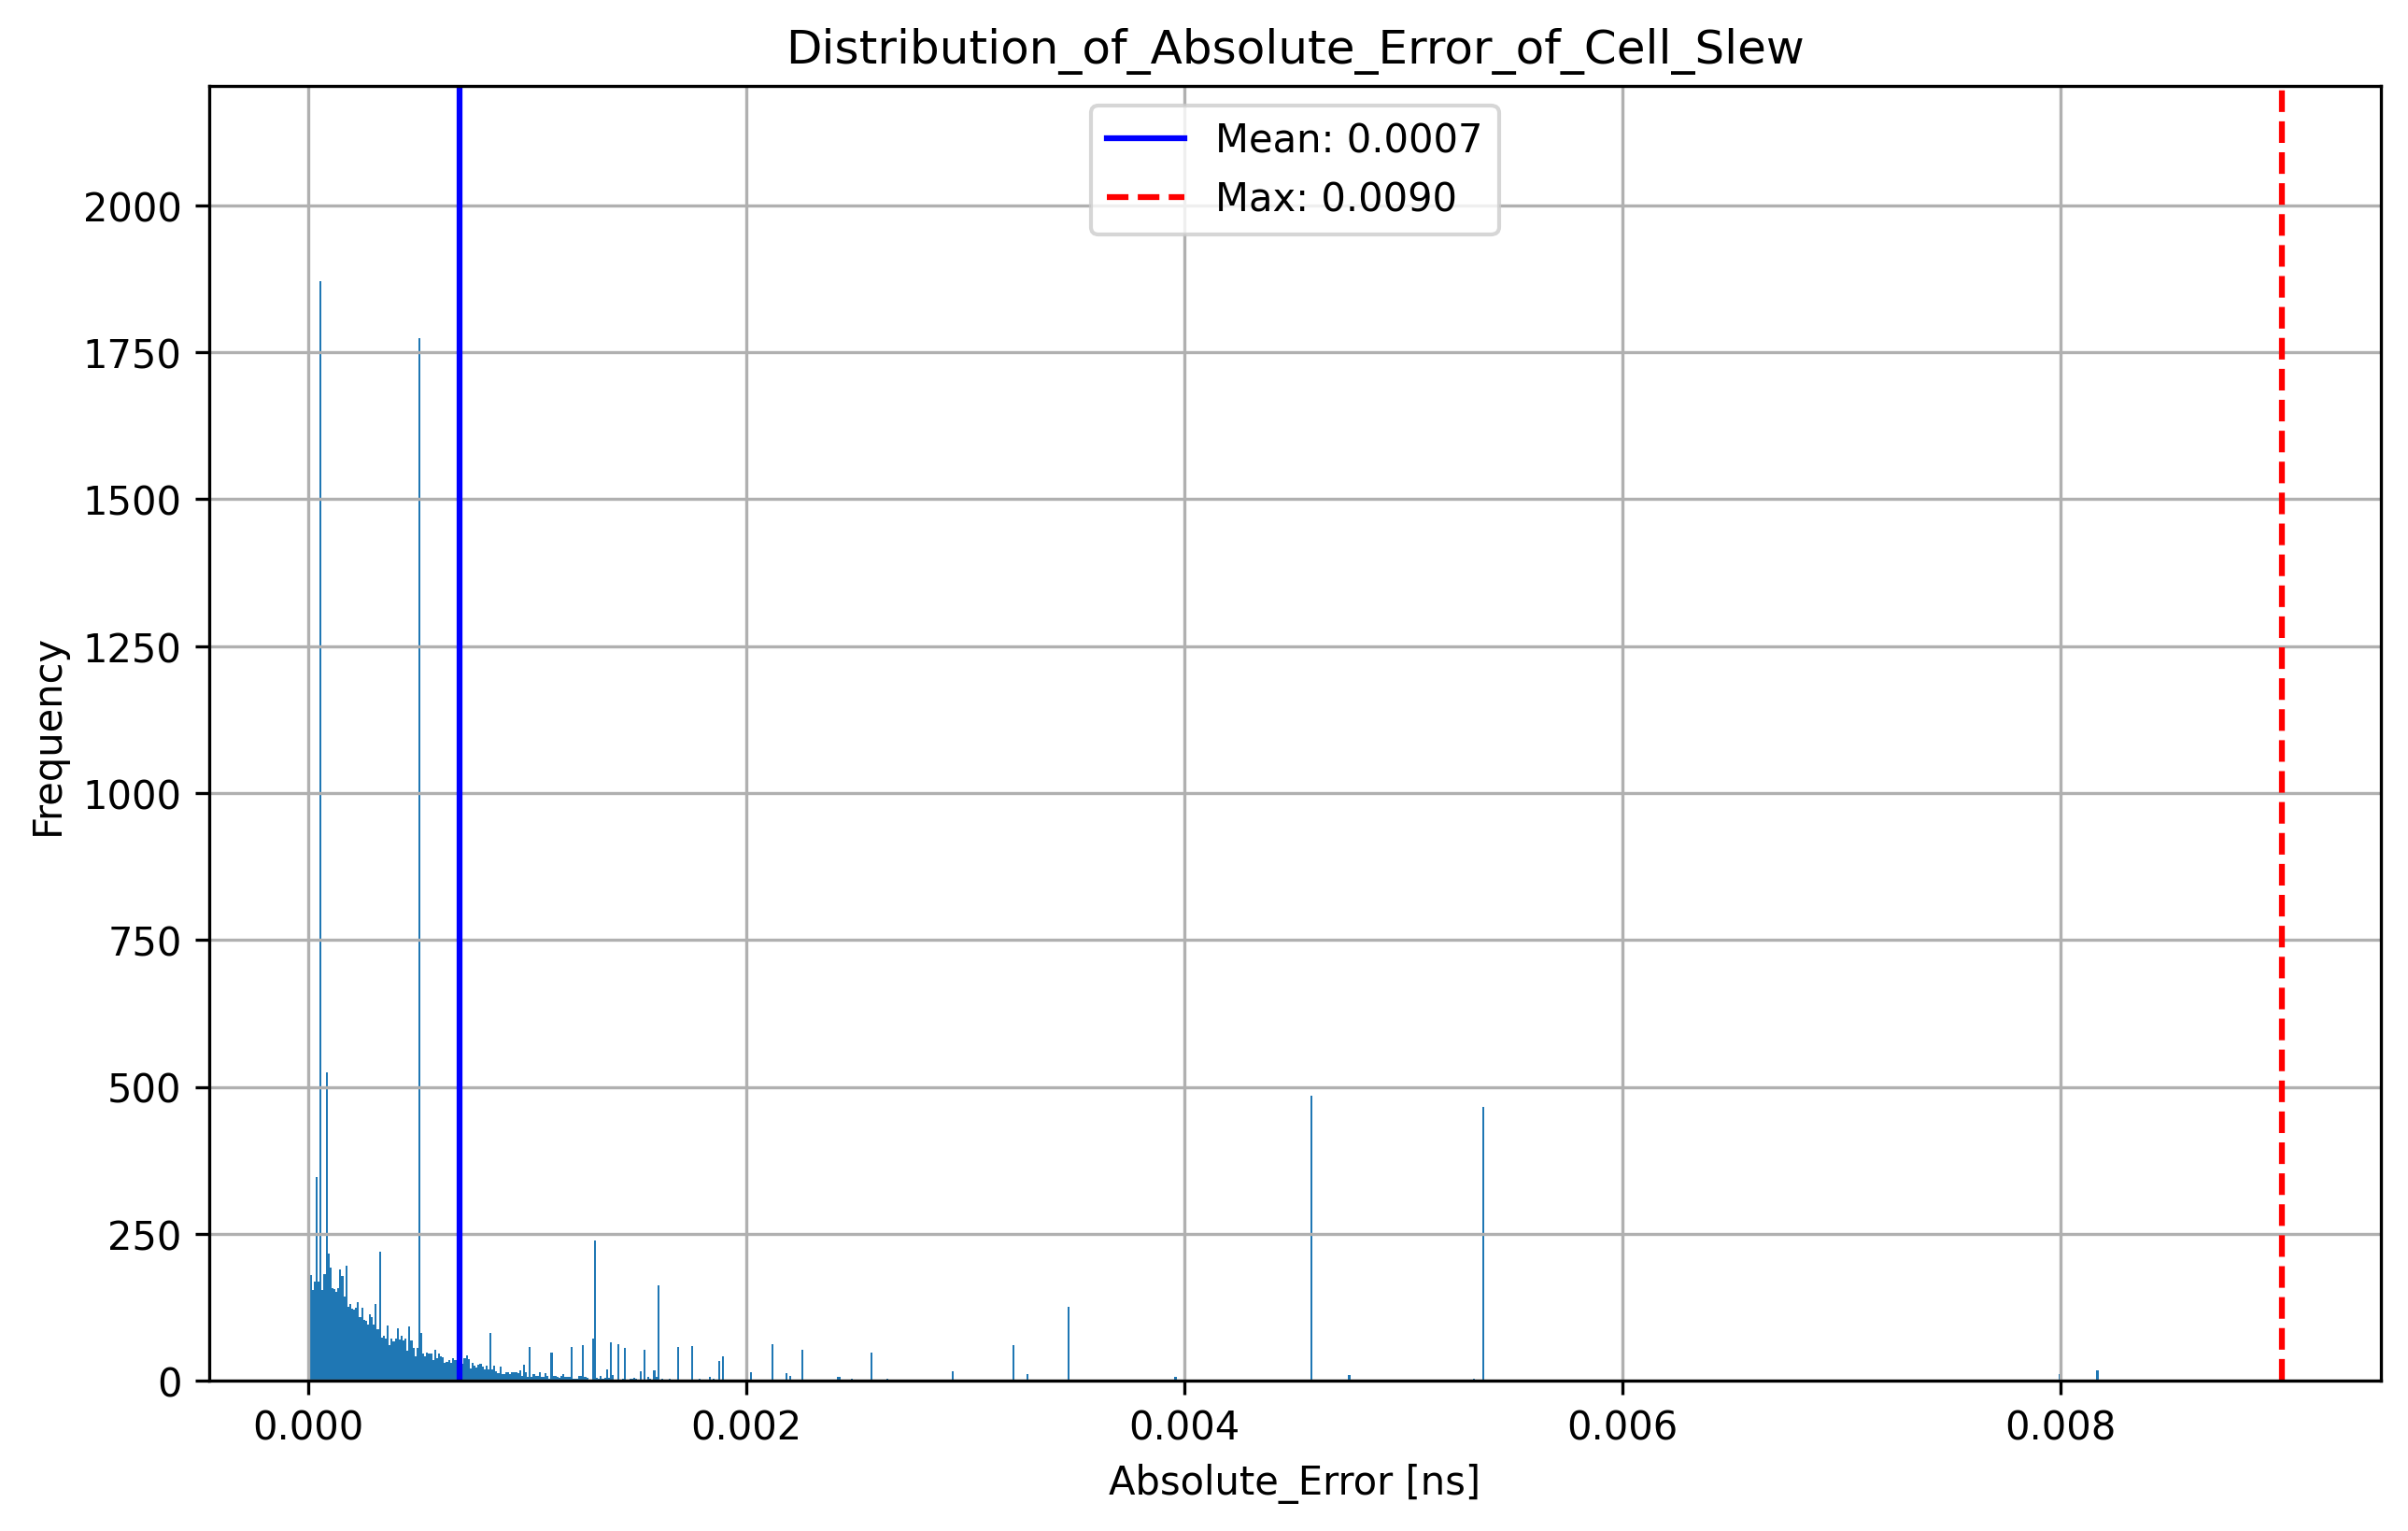 Distribution_of_Absolute_Error_of_Cell_Slew
Mean: 0.0007
Max: 0.0090
Frequency
2000
1750
1500
1250
1000
750
500
250
0
0.000 0.002 0.004 0.006 0.008
Absolute_Error [ns]